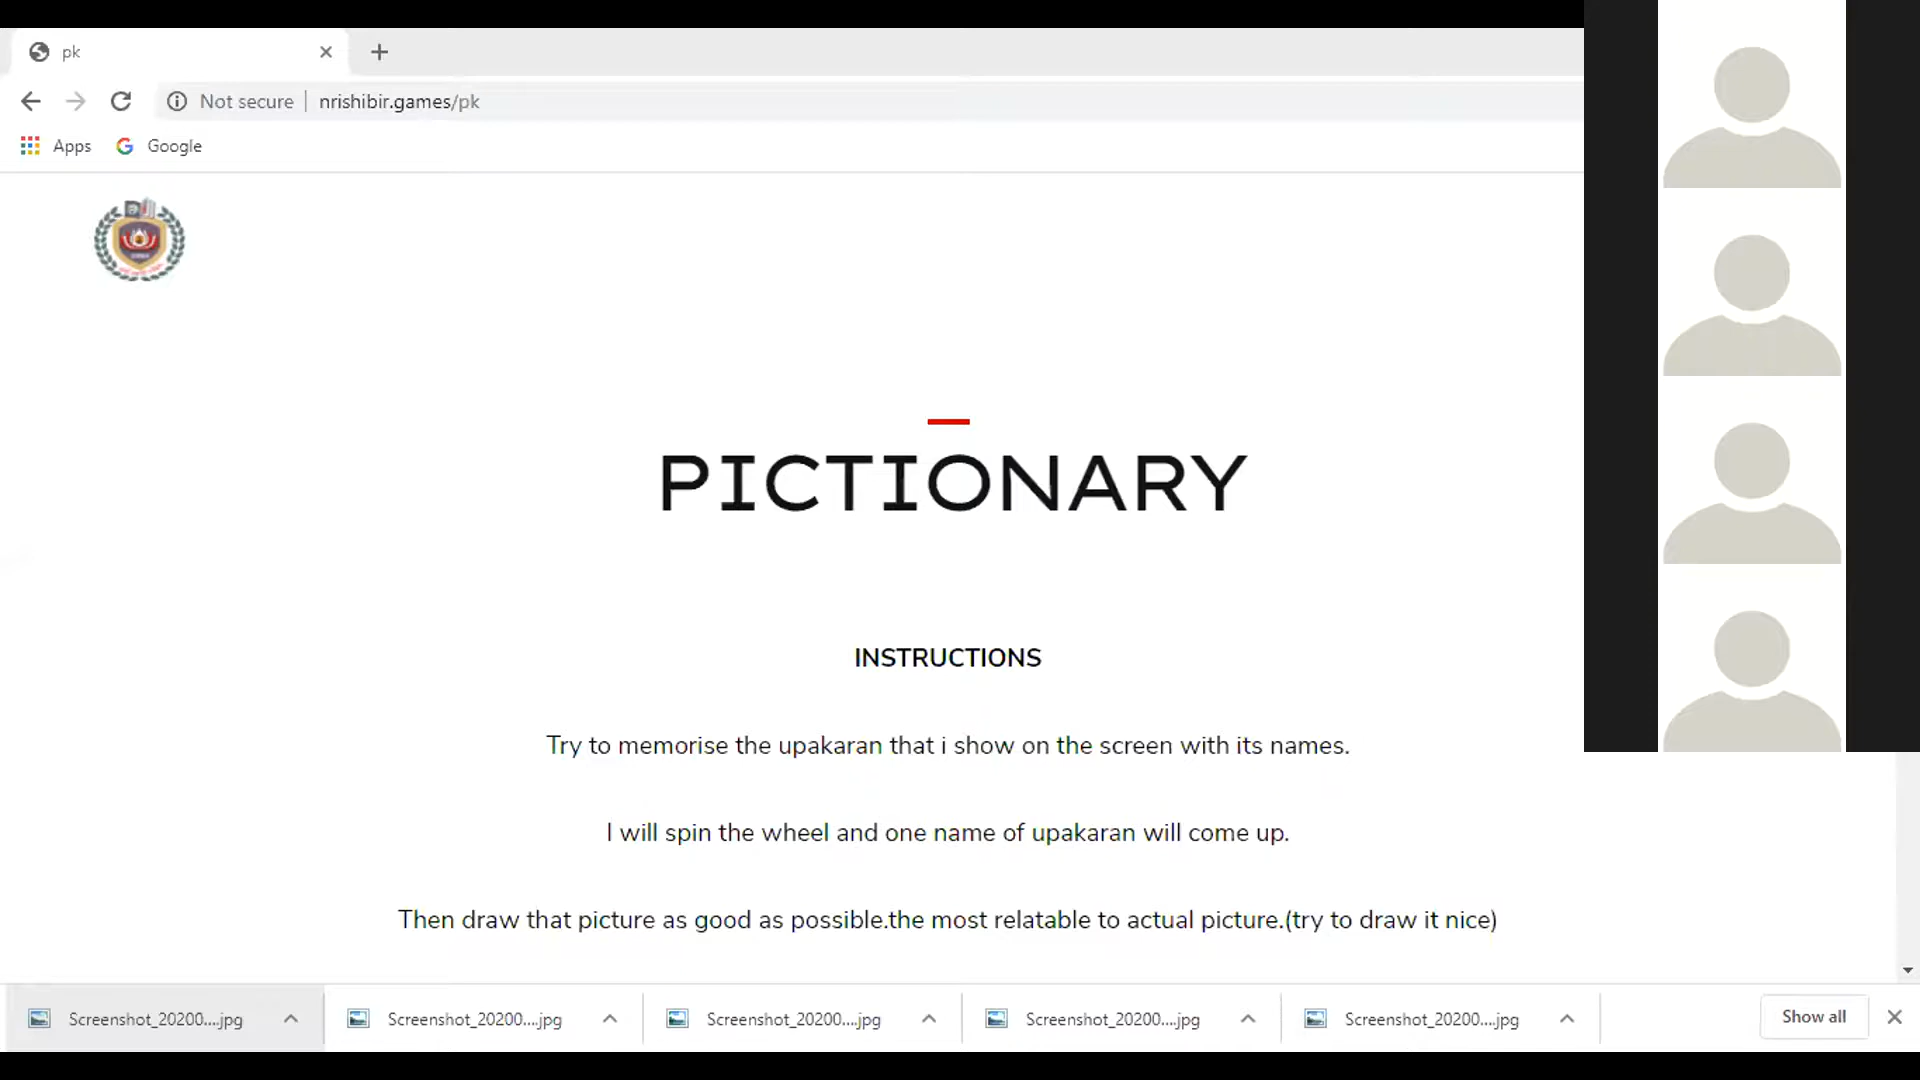 pk
Not secure
nrishibir.games/pk
Apps
Google
PICTIONARY
INSTRUCTIONS
Try to memorise the upakaran that i show on the screen with its names.
I will spin the wheel and one name of upakaran will come up.
Then draw that picture as good as possible.the most relatable to actual picture.(try to draw it nice)
Screenshot_20200....jpg
Screenshot_20200....jpg
Screenshot_20200....jpg
Screenshot_20200....jpg
Screenshot_20200....jpg
Show all